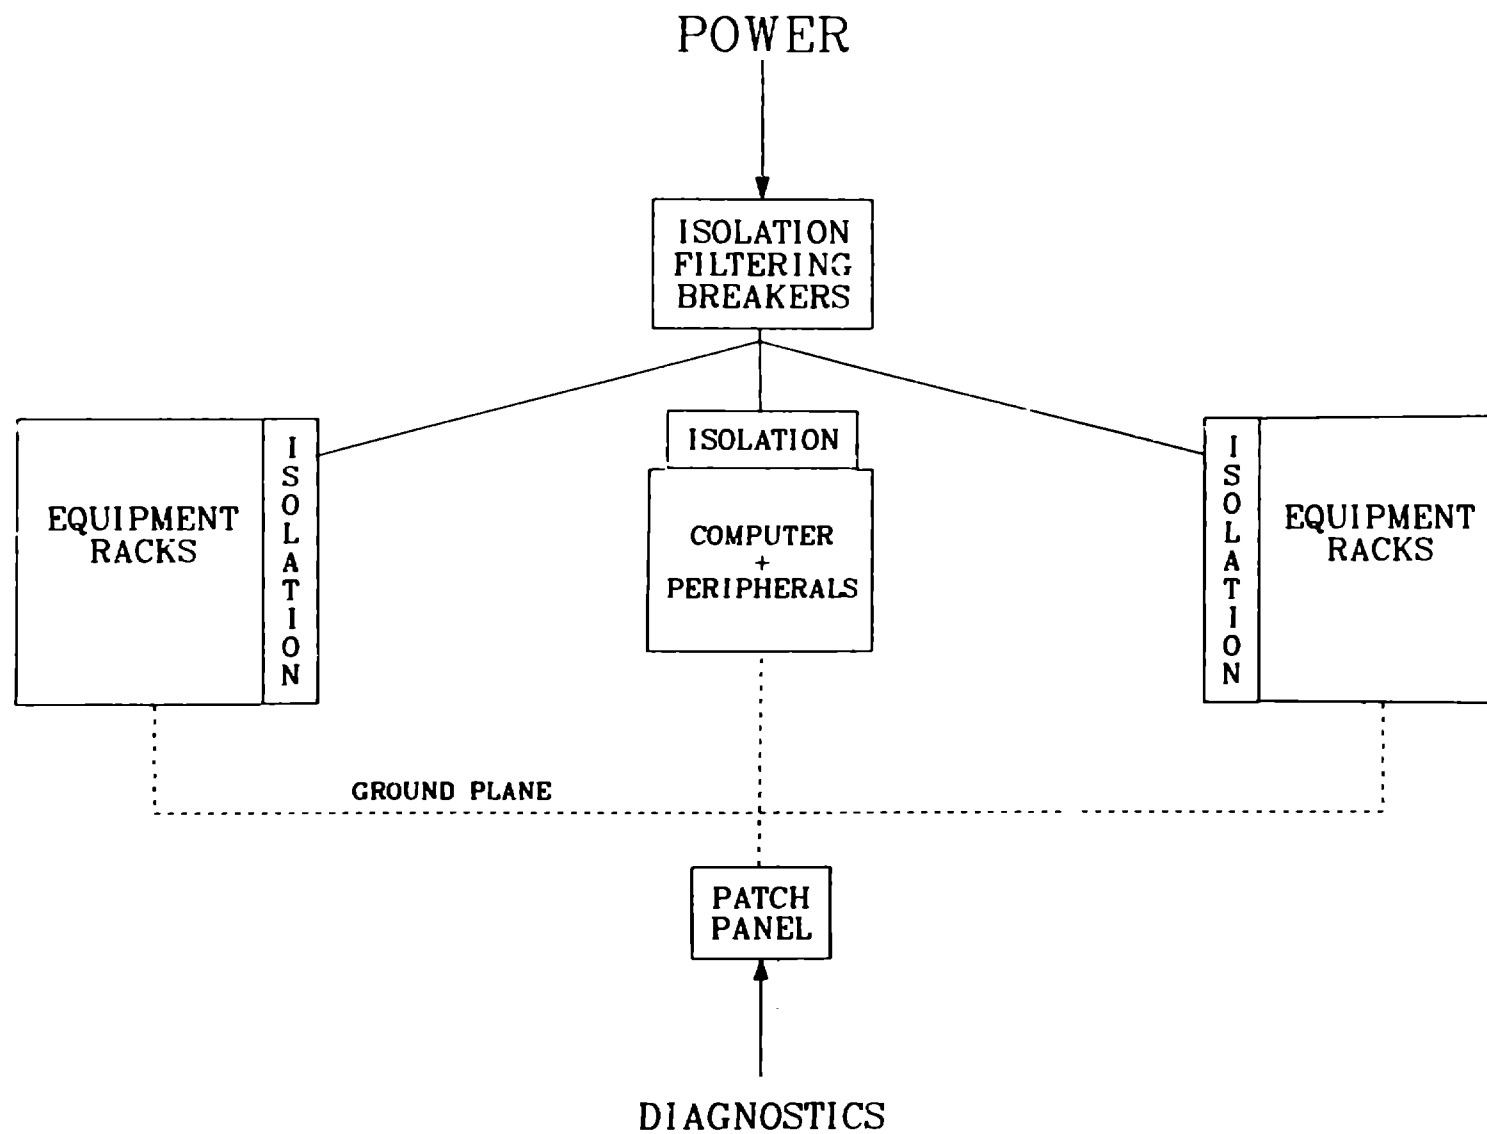 POWER
ISOLATION
FILTERING
BREAKERS
ISOLATION
EQUIPMENT
RACKS
ISOLATION
COMPUTER
+
PERIPHERALS
ISOLATION
EQUIPMENT
RACKS
GROUND PLANE
PATCH
PANEL
DIAGNOSTICS